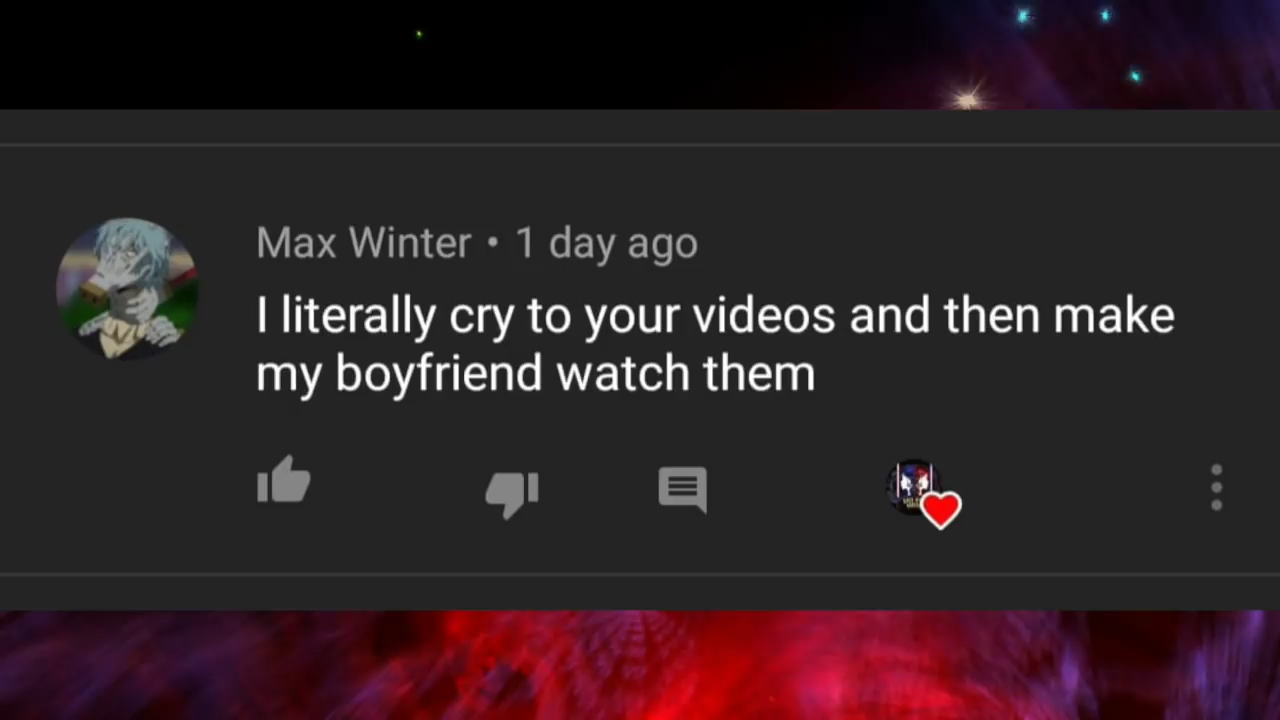 Max Winter • 1 day ago
I literally cry to your videos and then make
my boyfriend watch them